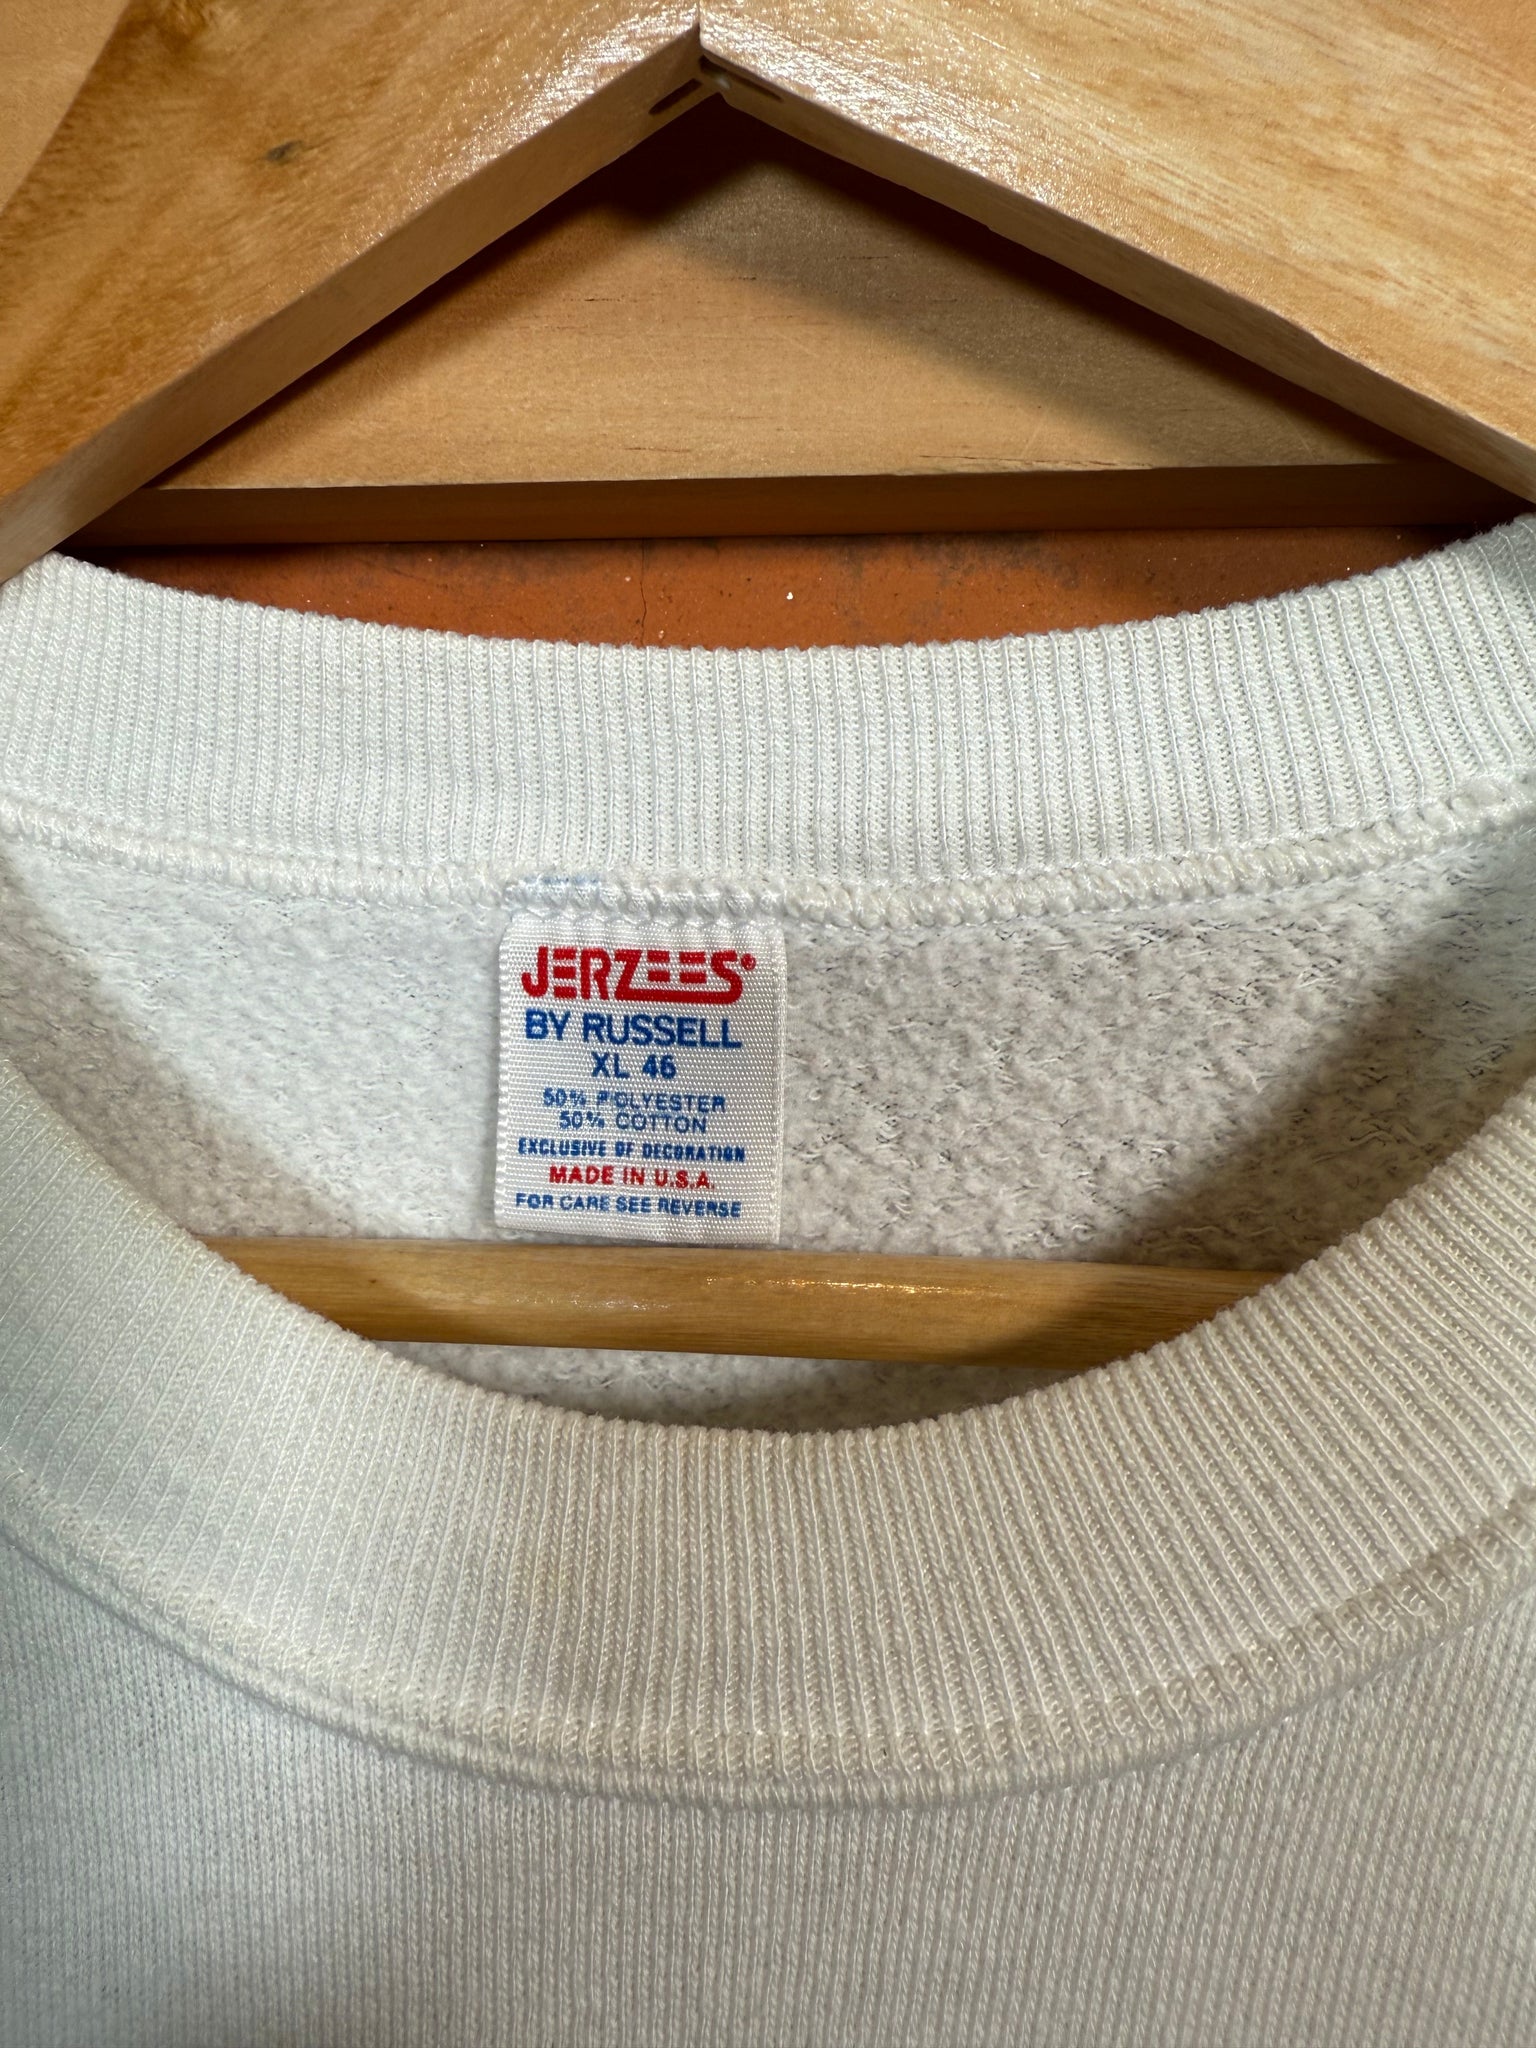 JERZEES®
BY RUSSELL
XL 46
50% POLYESTER
50% COTTON
EXCLUSIVE OF DECORATION
MADE IN U.S.A.
FOR CARE SEE REVERSE